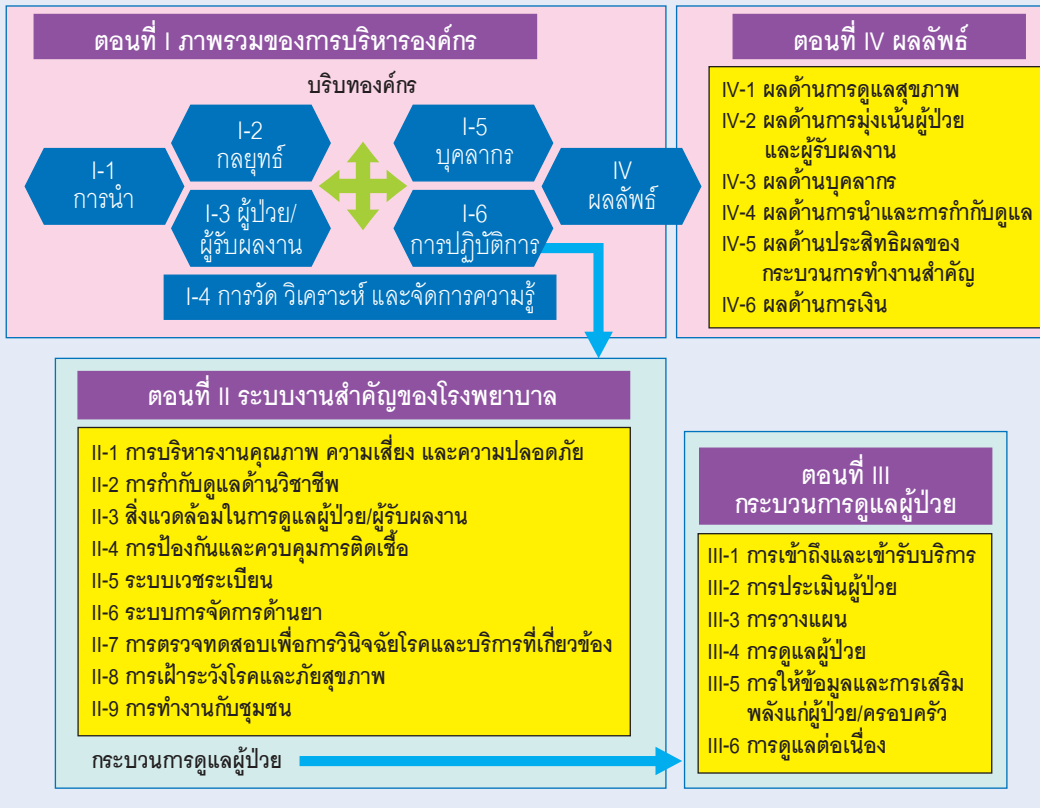 ตอนที่ I ภาพรวมของการบริหารองค์กร
บริบทองค์กร
I-1
การนำ
I-2
กลยุทธ์
I-3 ผู้ป่วย/
ผู้รับผลงาน
I-5
บุคลากร
I-6
การปฏิบัติการ
IV
ผลลัพธ์
I-4 การวัด วิเคราะห์ และจัดการความรู้
ตอนที่ IV ผลลัพธ์
IV-1 ผลด้านการดูแลสุขภาพ
IV-2 ผลด้านการมุ่งเน้นผู้ป่วย
และผู้รับผลงาน
IV-3 ผลด้านบุคลากร
IV-4 ผลด้านการนำและการกำกับดูแล
IV-5 ผลด้านประสิทธิผลของ
กระบวนการทำงานสำคัญ
IV-6 ผลด้านการเงิน
ตอนที่ II ระบบงานสำคัญของโรงพยาบาล
II-1 การบริหารงานคุณภาพ ความเสี่ยง และความปลอดภัย
II-2 การกำกับดูแลด้านวิชาชีพ
II-3 สิ่งแวดล้อมในการดูแลผู้ป่วย/ผู้รับผลงาน
II-4 การป้องกันและควบคุมการติดเชื้อ
II-5 ระบบเวชระเบียน
II-6 ระบบการจัดการด้านยา
II-7 การตรวจทดสอบเพื่อการวินิจฉัยโรคและบริการที่เกี่ยวข้อง
II-8 การเฝ้าระวังโรคและภัยสุขภาพ
II-9 การทำงานกับชุมชน
กระบวนการดูแลผู้ป่วย
ตอนที่ III
กระบวนการดูแลผู้ป่วย
III-1 การเข้าถึงและเข้ารับบริการ
III-2 การประเมินผู้ป่วย
III-3 การวางแผน
III-4 การดูแลผู้ป่วย
III-5 การให้ข้อมูลและการเสริม
พลังแก่ผู้ป่วย/ครอบครัว
III-6 การดูแลต่อเนื่อง